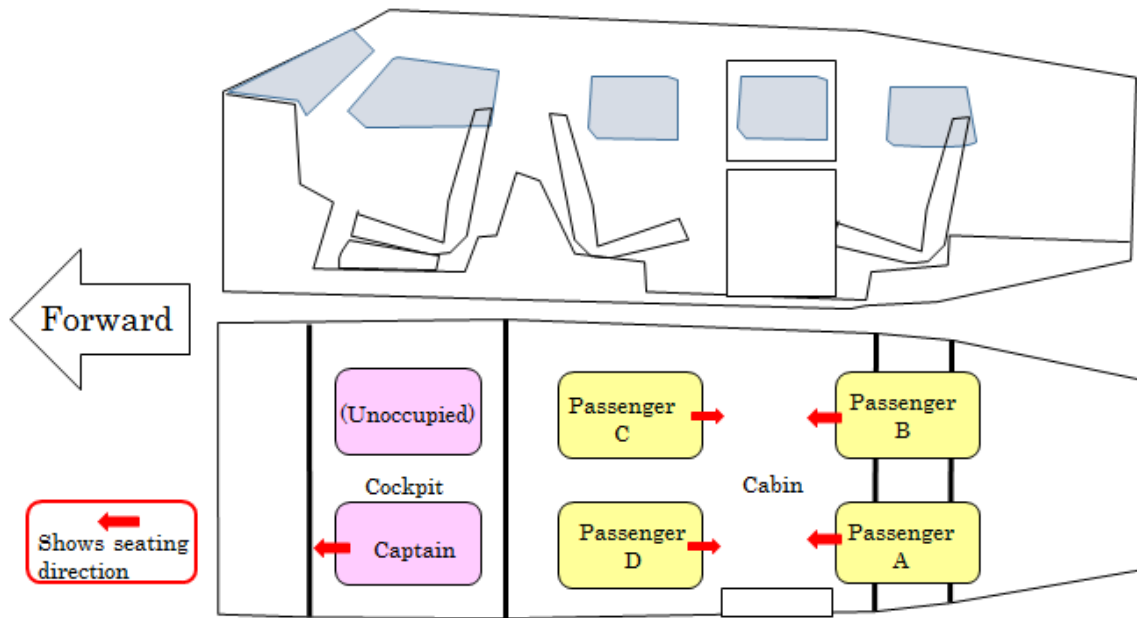 Forward
(Unoccupied)
Passenger
C
Passenger
B
Cockpit
Cabin
Shows seating
direction
Captain
Passenger
D
Passenger
A